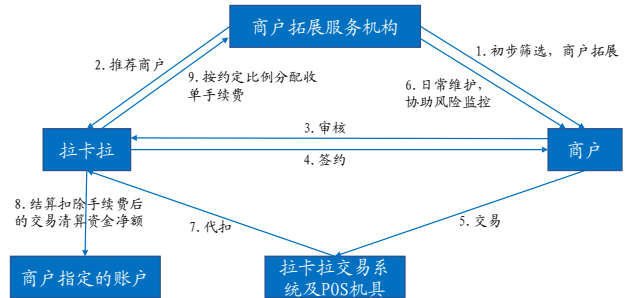 商户拓展服务机构
1.初步筛选，商户拓展
2.推荐商户
9.按约定比例分配收
单手续费
6.日常维护，
协助风险监控
3.审核
拉卡拉
商户
4.签约
8.结算扣除手续费后
的交易清算资金净额
7.代扣
5.交易
商户指定的账户
拉卡拉交易系
统及POS机具